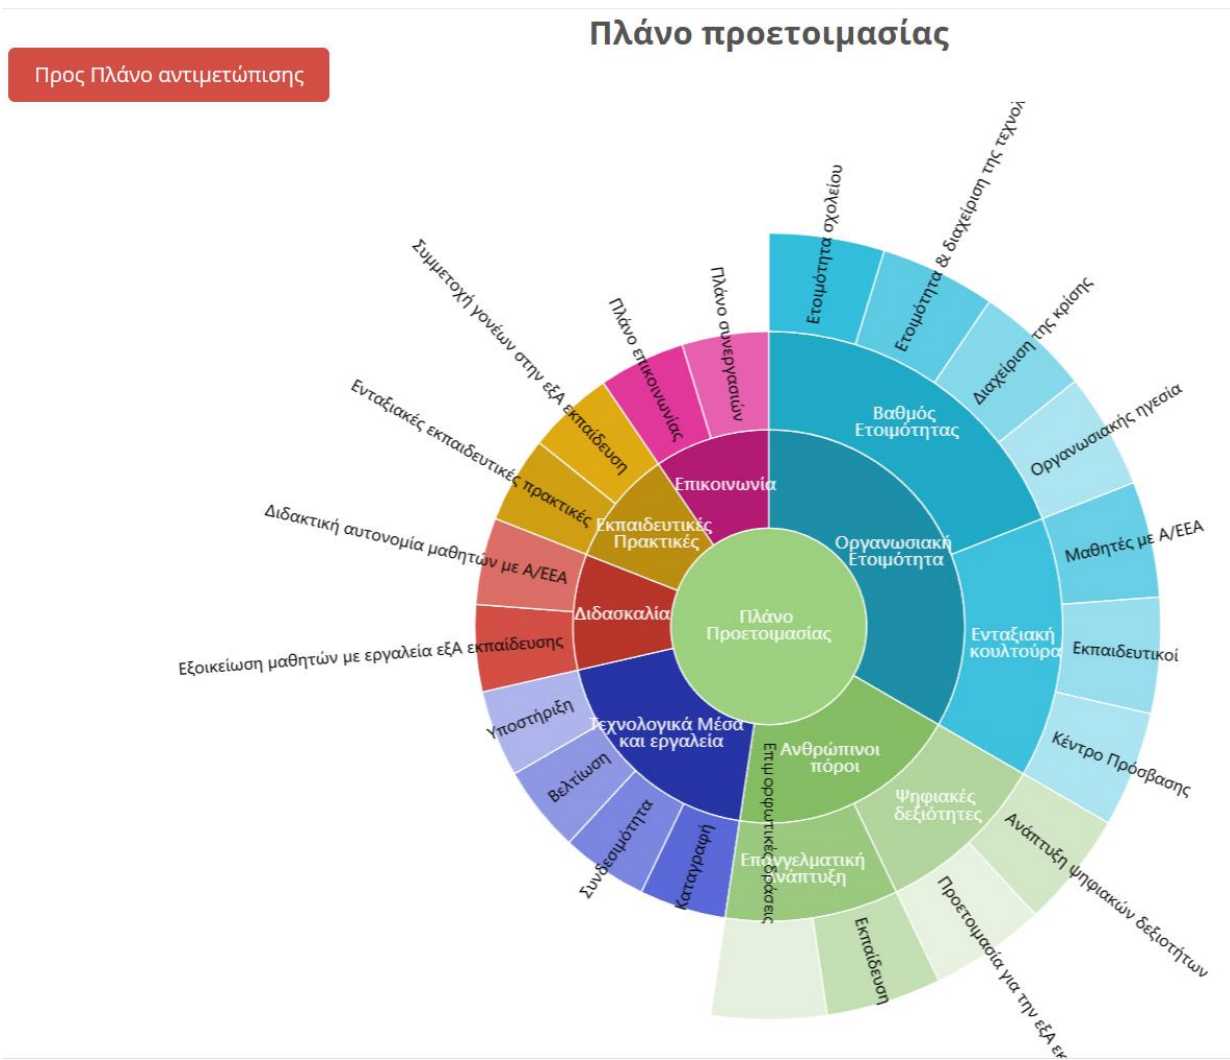 Πλάνο προετοιμασίας
Προς Πλάνο αντιμετώπισης
Πλάνο
Προετοιμασίας
Οργανωσιακή
Ετοιμότητα
Βαθμός
Ετοιμότητας
Ετοιμότητα σχολείου
Ετοιμότητα & διαχείριση της
Διαχείριση της κρίσης
Οργανωσιακής ηγεσία
Ενταξιακή
κουλτούρα
Μαθητές με Α/ΕΕΑ
Εκπαιδευτικοί
Κέντρο Πρόσβασης
Ανθρώπινοι
πόροι
Ψηφιακές
δεξιότητες
Ανάπτυξη ψηφιακών δεξιοτήτων
Προετοιμασία για την εξΑ
Επαγγελματική
Ανάπτυξη
Εκπαίδευση
Επιμορφωτικές δράσεις
Τεχνολογικά Μέσα
και εργαλεία
Καταγραφή
Συνδεσιμότητα
Βελτίωση
Υποστήριξη
Διδασκαλία
Εξοικείωση μαθητών με εργαλεία εξΑ εκπαίδευσης
Διδακτική αυτονομία μαθητών με Α/ΕΕΑ
Εκπαιδευτικές
Πρακτικές
Ενταξιακές εκπαιδευτικές πρακτικές
Συμμετοχή γονέων στην εξΑ εκπαίδευση
Επικοινωνία
Πλάνο επικοινωνίας
Πλάνο συνεργασιών